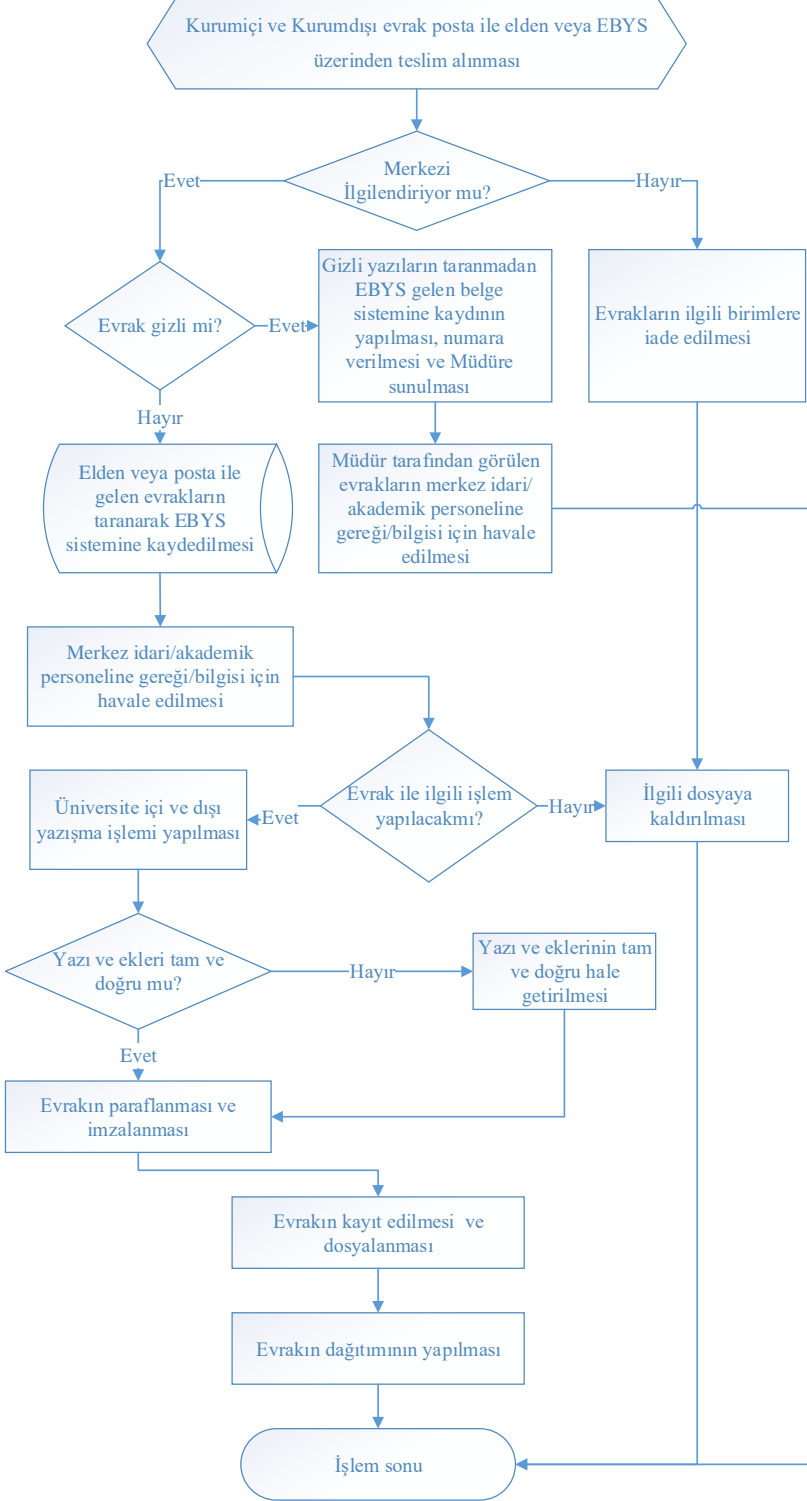 Kurumiçi ve Kurumdışı evrak posta ile elden veya EBYS
üzerinden teslim alınması
Merkezi
İlgilendiriyor mu?
Evet
Hayır
Evrak gizli mi?
Evet
Gizli yazıların taranmadan
EBYS gelen belge
sistemine kaydının
yapılması, numara
verilmesi ve Müdüre
sunulması
Evrakların ilgili birimlere
iade edilmesi
Hayır
Elden veya posta ile
gelen evrakların
taranarak EBYS
sistemine kaydedilmesi
Müdür tarafından görülen
evrakların merkez idari/
akademik personeline
gereği/bilgisi için havale
edilmesi
Merkez idari/akademik
personeline gereği/bilgisi için
havale edilmesi
Evrak ile ilgili işlem
yapılacakmı?
Evet
Hayır
Üniversite içi ve dışı
yazışma işlemi yapılması
İlgili dosyaya
kaldırılması
Yazı ve ekleri tam ve
doğru mu?
Hayır
Yazı ve eklerinin tam
ve doğru hale
getirilmesi
Evet
Evrakın paraflanması ve
imzalanması
Evrakın kayıt edilmesi  ve
dosyalanması
Evrakın dağıtımının yapılması
İşlem sonu